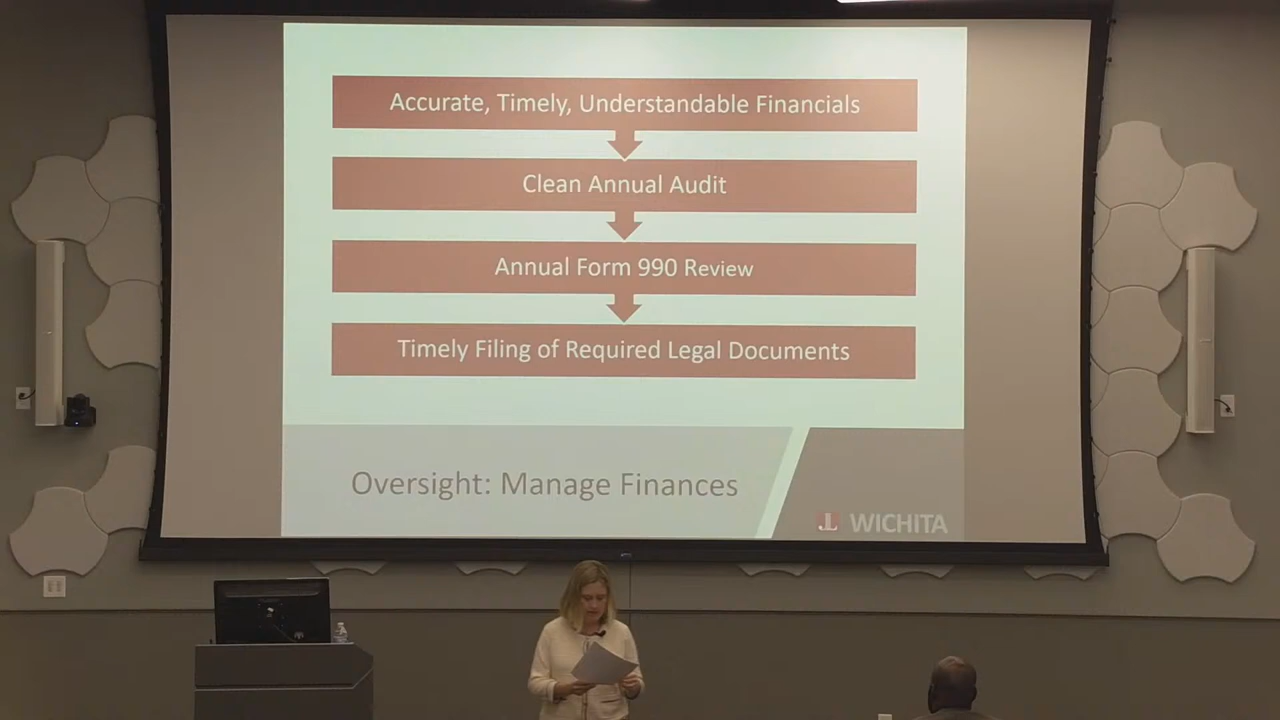 Accurate, Timely, Understandable Financials
Clean Annual Audit
Annual Form 990 Review
Timely Filing of Required Legal Documents
Oversight: Manage Finances
WICHITA